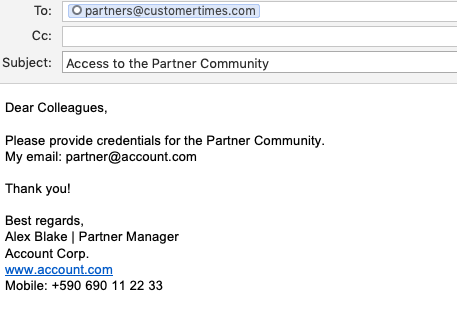 To: partners@customertimes.com
Cc:
Subject: Access to the Partner Community
Dear Colleagues,
Please provide credentials for the Partner Community.
My email: partner@account.com
Thank you!
Best regards,
Alex Blake | Partner Manager
Account Corp.
www.account.com
Mobile: +590 690 11 22 33